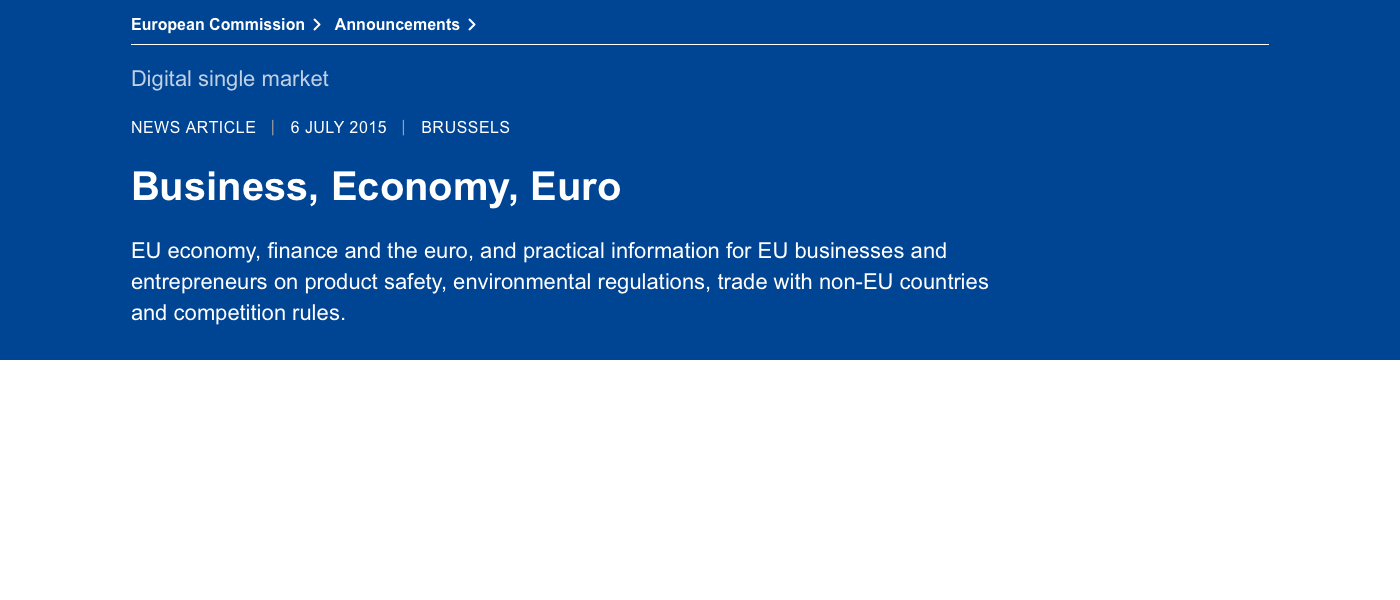 European Commission > Announcements >
Digital single market
NEWS ARTICLE | 6 JULY 2015 | BRUSSELS
Business, Economy, Euro
EU economy, finance and the euro, and practical information for EU businesses and
entrepreneurs on product safety, environmental regulations, trade with non-EU countries
and competition rules.